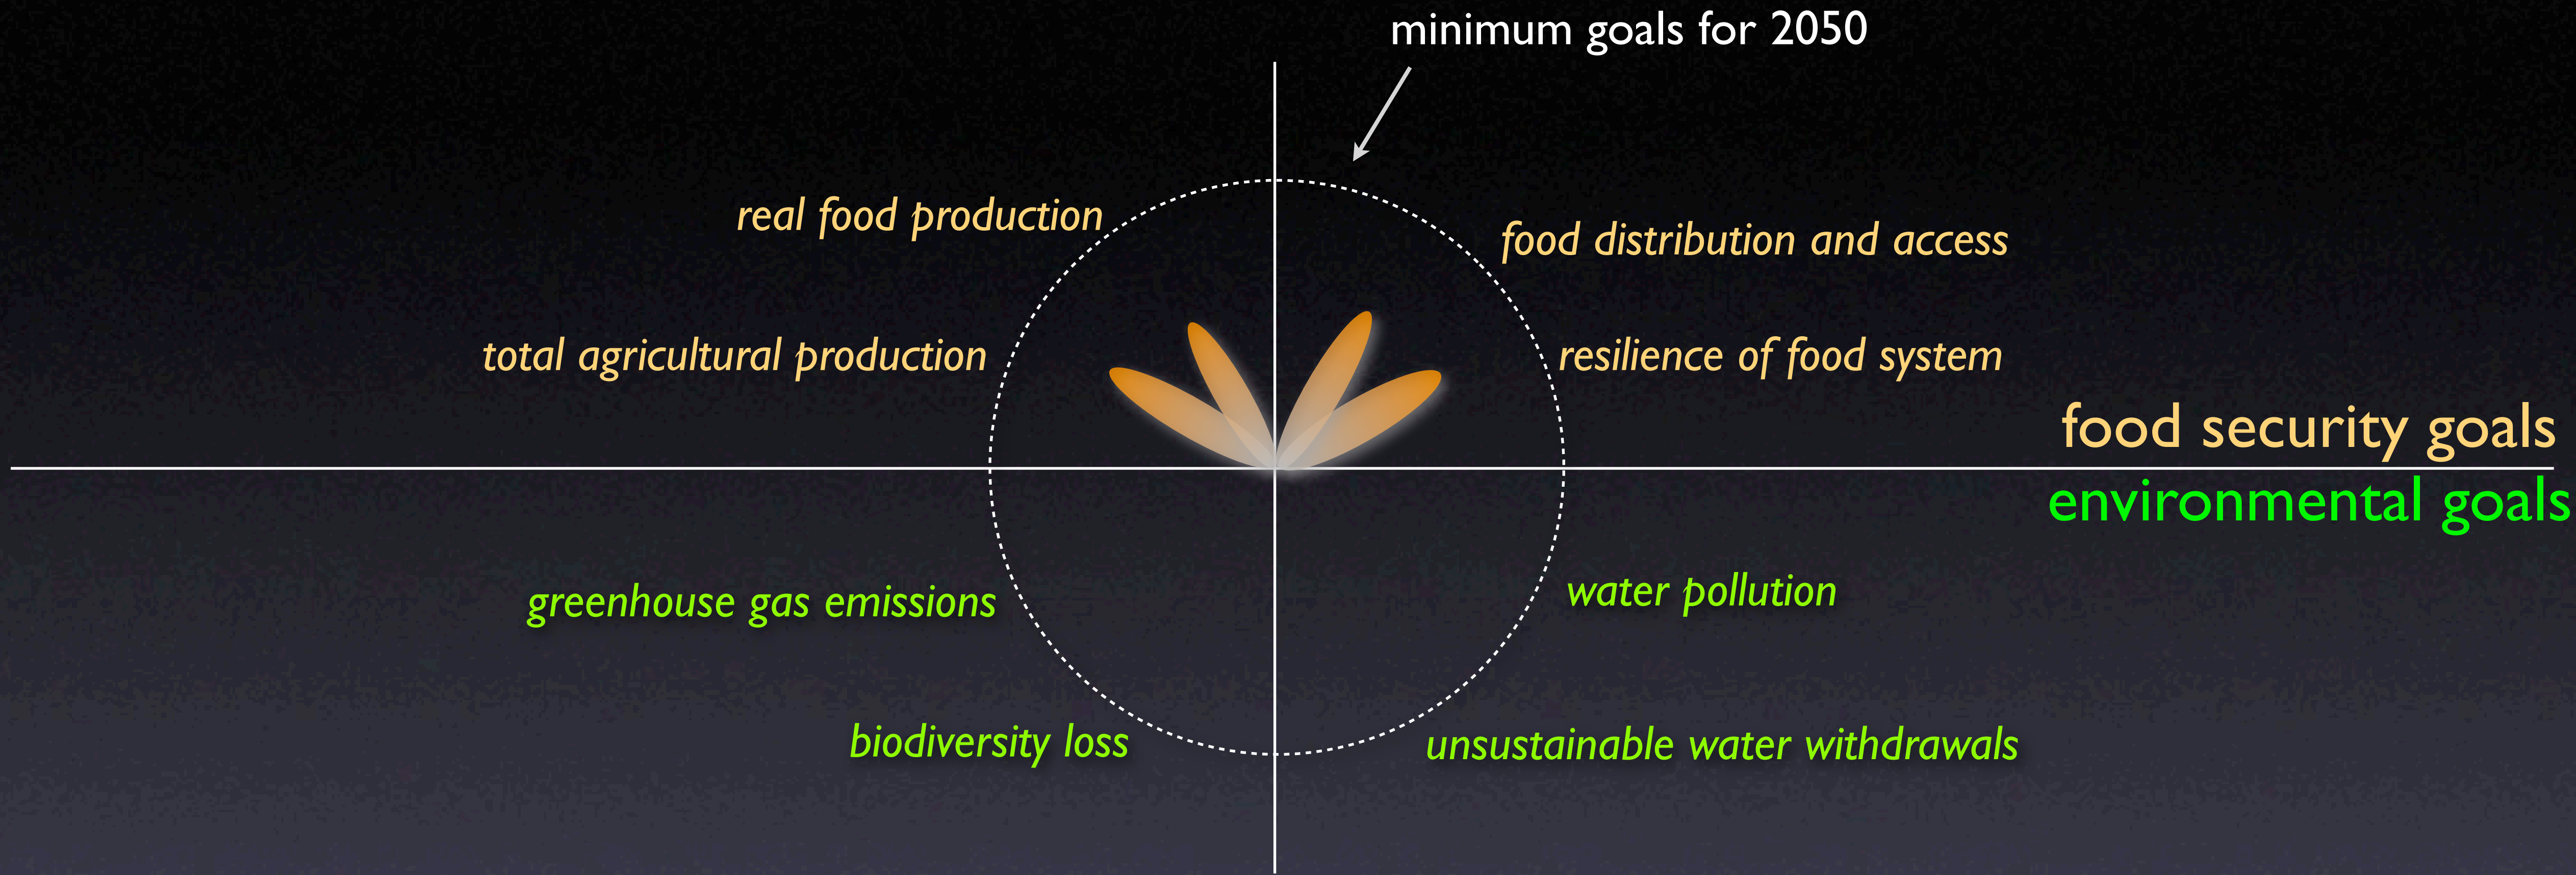 minimum goals for 2050
real food production
food distribution and access
total agricultural production
resilience of food system
food security goals
environmental goals
greenhouse gas emissions
water pollution
biodiversity loss
unsustainable water withdrawals